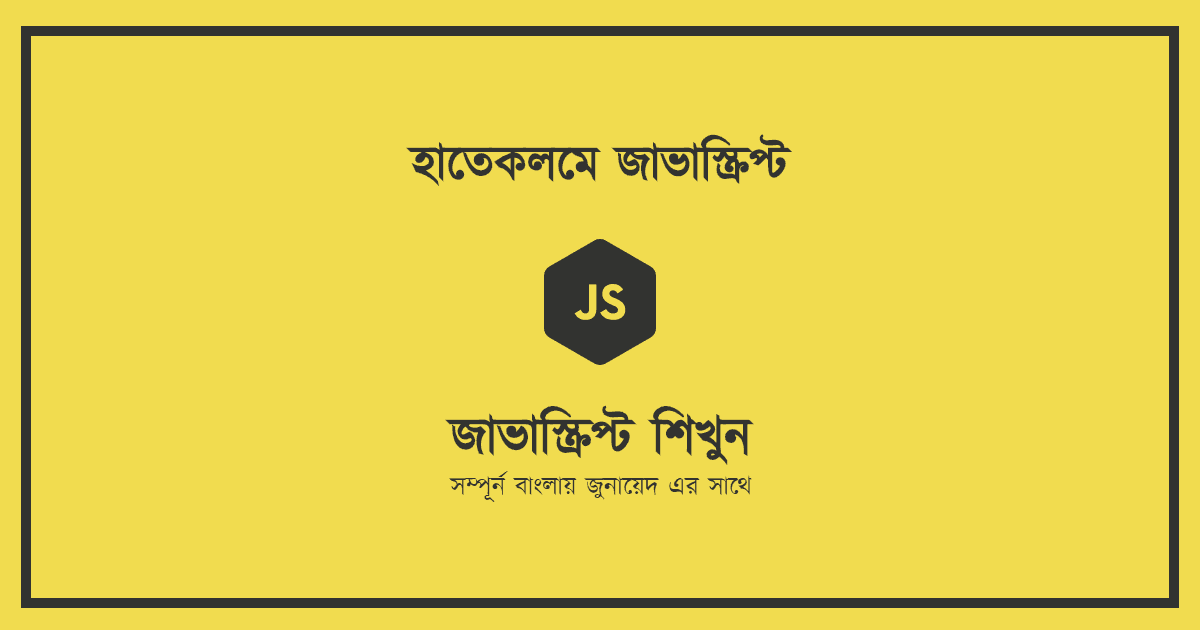 হাতেকলমে জাভাস্ক্রিপ্ট
JS
জাভাস্ক্রিপ্ট শিখুন
সম্পূর্ন বাংলায় জুনায়েদ এর সাথে